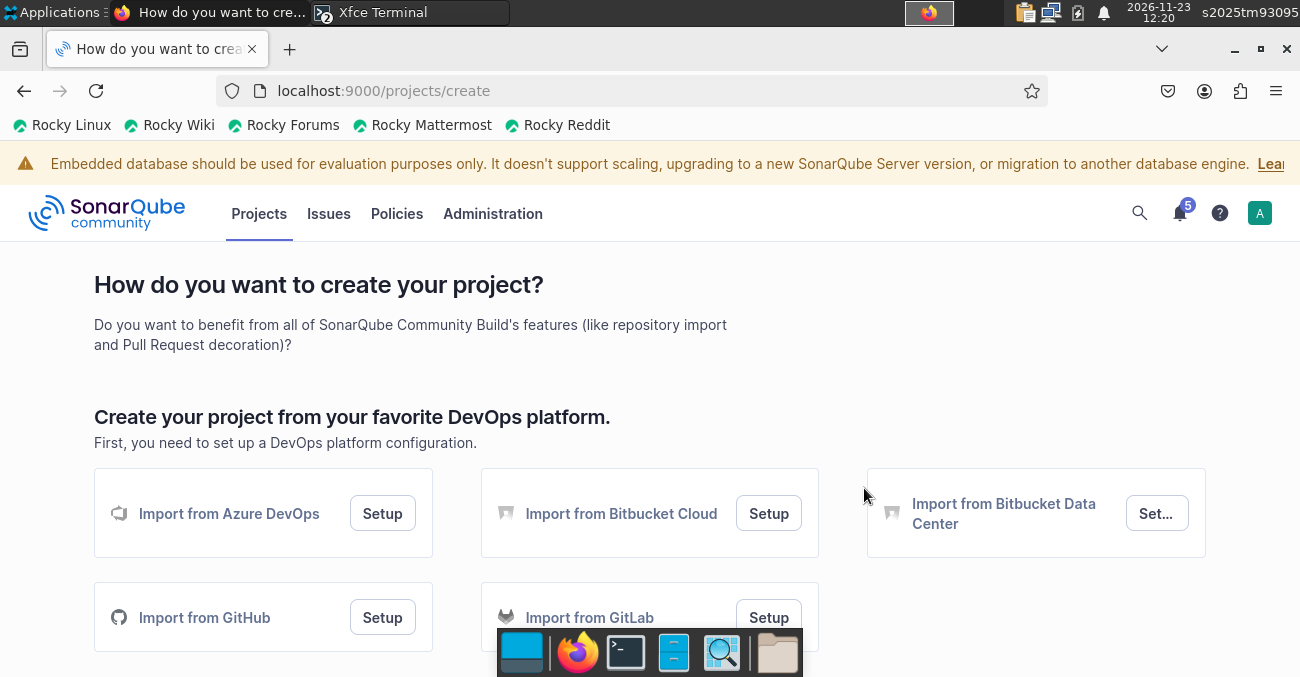 Applications
How do you want to cre...
2
Xfce Terminal
2026-11-23
12:20
s2025tm93095
How do you want to crea
localhost:9000/projects/create
Rocky Linux
Rocky Wiki
Rocky Forums
Rocky Mattermost
Rocky Reddit
Embedded database should be used for evaluation purposes only. It doesn't support scaling, upgrading to a new SonarQube Server version, or migration to another database engine. Lear
SonarQube
community
Projects
Issues
Policies
Administration
5
A
How do you want to create your project?
Do you want to benefit from all of SonarQube Community Build's features (like repository import
and Pull Request decoration)?
Create your project from your favorite DevOps platform.
First, you need to set up a DevOps platform configuration.
Import from Azure DevOps
Setup
Import from Bitbucket Cloud
Setup
Import from Bitbucket Data
Center
Set...
Import from GitHub
Setup
Import from GitLab
Setup